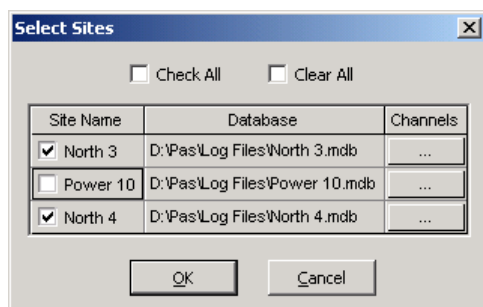 Select Sites
Check All Clear All
Site Name Database Channels
North 3 D:\Pas\Log Files\North 3.mdb ...
Power 10 D:\Pas\Log Files\Power 10.mdb ...
North 4 D:\Pas\Log Files\North 4.mdb ...
OK Cancel